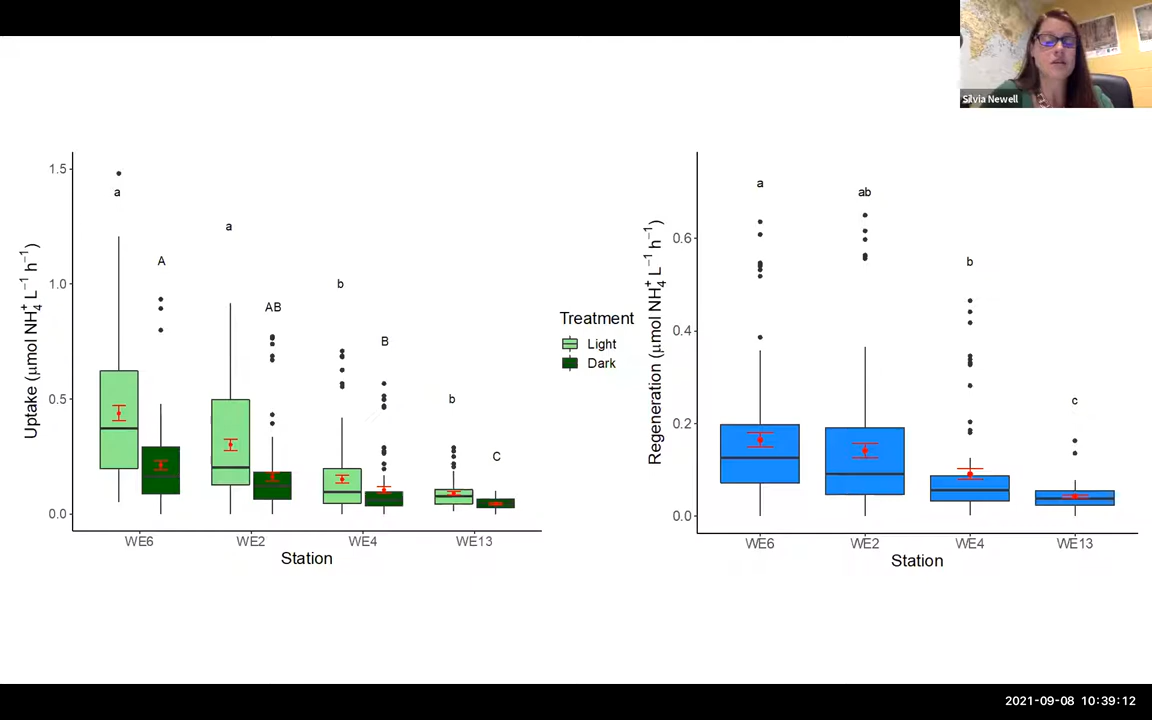 Silvia Newell
1.5
1.0
0.5
0.0
Uptake (μmol NH₄⁺ L⁻¹ h⁻¹)
a
A
a
AB
b
B
b
C
WE6 WE2 WE4 WE13
Station
Treatment
Light
Dark
0.6
0.4
0.2
0.0
Regeneration (μmol NH₄⁺ L⁻¹ h⁻¹)
a
ab
b
c
WE6 WE2 WE4 WE13
Station
2021-09-08 10:39:12